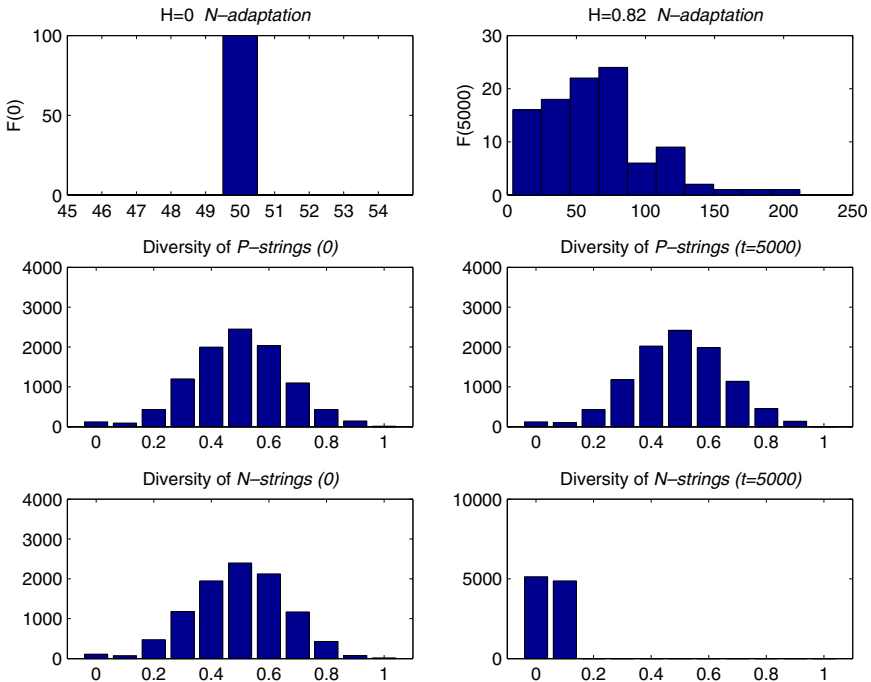 H=0 N–adaptation
F(0)
100
50
0
45 46 47 48 49 50 51 52 53 54
H=0.82 N–adaptation
F(5000)
30
20
10
0
0 50 100 150 200 250
Diversity of P–strings (0)
4000
3000
2000
1000
0
0 0.2 0.4 0.6 0.8 1
Diversity of P–strings (t=5000)
4000
3000
2000
1000
0
0 0.2 0.4 0.6 0.8 1
Diversity of N–strings (0)
4000
3000
2000
1000
0
0 0.2 0.4 0.6 0.8 1
Diversity of N–strings (t=5000)
10000
5000
0
0 0.2 0.4 0.6 0.8 1